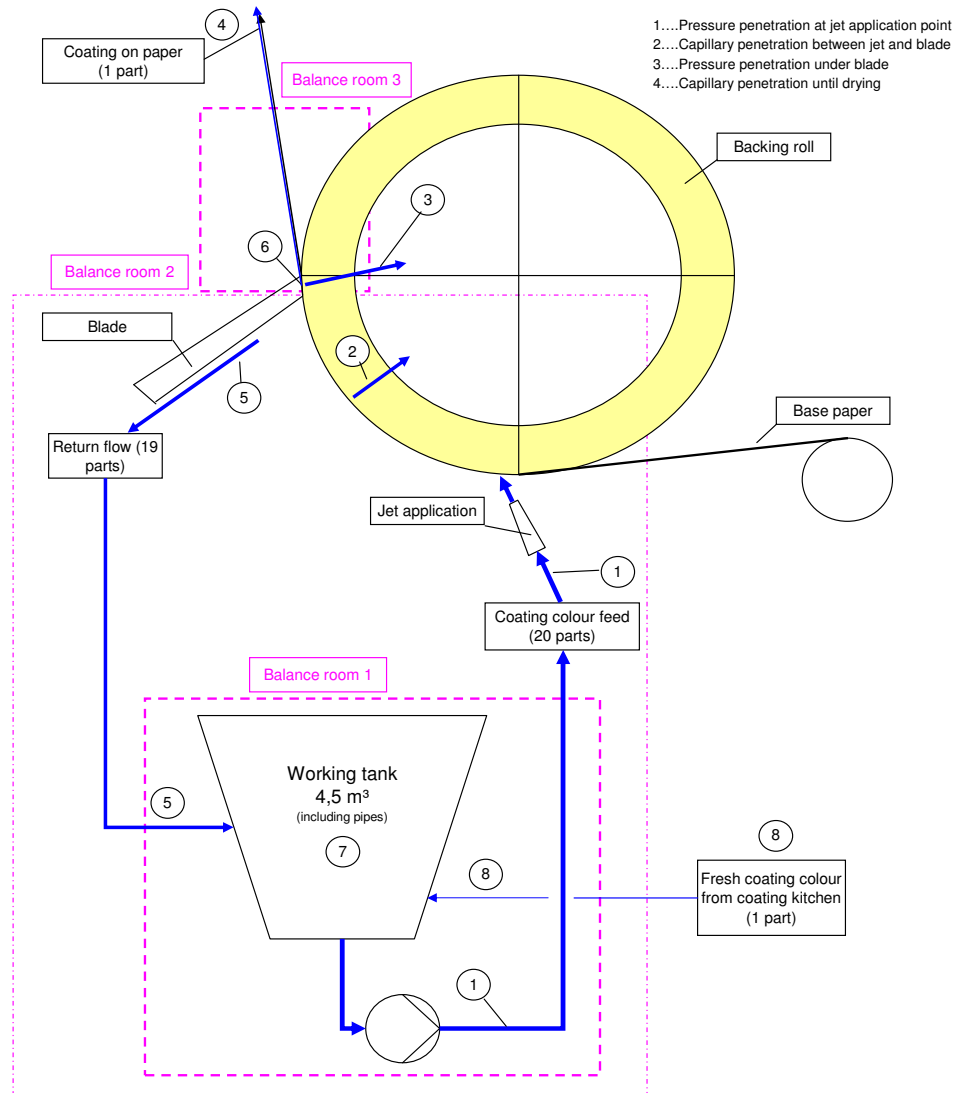 4
Coating on paper
(1 part)
1....Pressure penetration at jet application point
2....Capillary penetration between jet and blade
3....Pressure penetration under blade
4....Capillary penetration until drying
Balance room 3
Backing roll
3
6
Balance room 2
Blade
2
5
Base paper
Return flow (19
parts)
Jet application
1
Coating colour feed
(20 parts)
Balance room 1
Working tank
4,5 m³
(including pipes)
5
7
8
8
Fresh coating colour
from coating kitchen
(1 part)
1